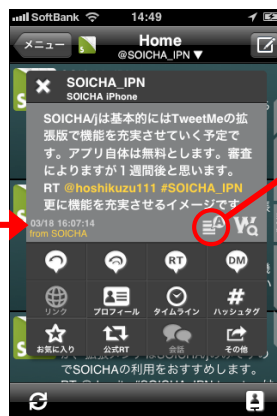 SoftBank 14:49
メニュー Home
@SOICHA_IPN ▼
SOICHA_IPN
SOICHA iPhone
SOICHA/jは基本的にはTweetMeの拡
張版で機能を充実させていく予定で
す。アプリ自体は無料とします。審査
によりますが1週間後と思います。
RT @hoshikuzu111 #SOICHA_IPN
更に機能を充実させるイメージです
03/16 16:07:14
from SOICHA
RT DM
リンク プロフィール タイムライン ハッシュタグ
お気に入り 公式RT 会話 その他
でSOICHAの利用をおすすめします。